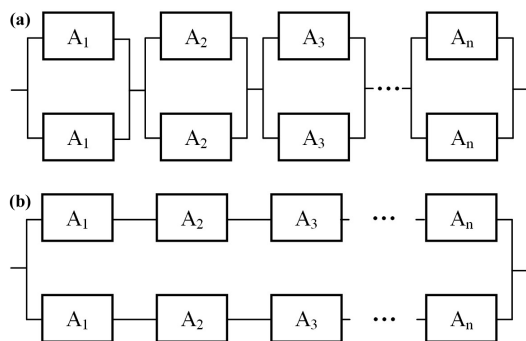 (a)
A₁ A₂ A₃ ... Aₙ
A₁ A₂ A₃ Aₙ
(b)
A₁ A₂ A₃ ... Aₙ
A₁ A₂ A₃ ... Aₙ